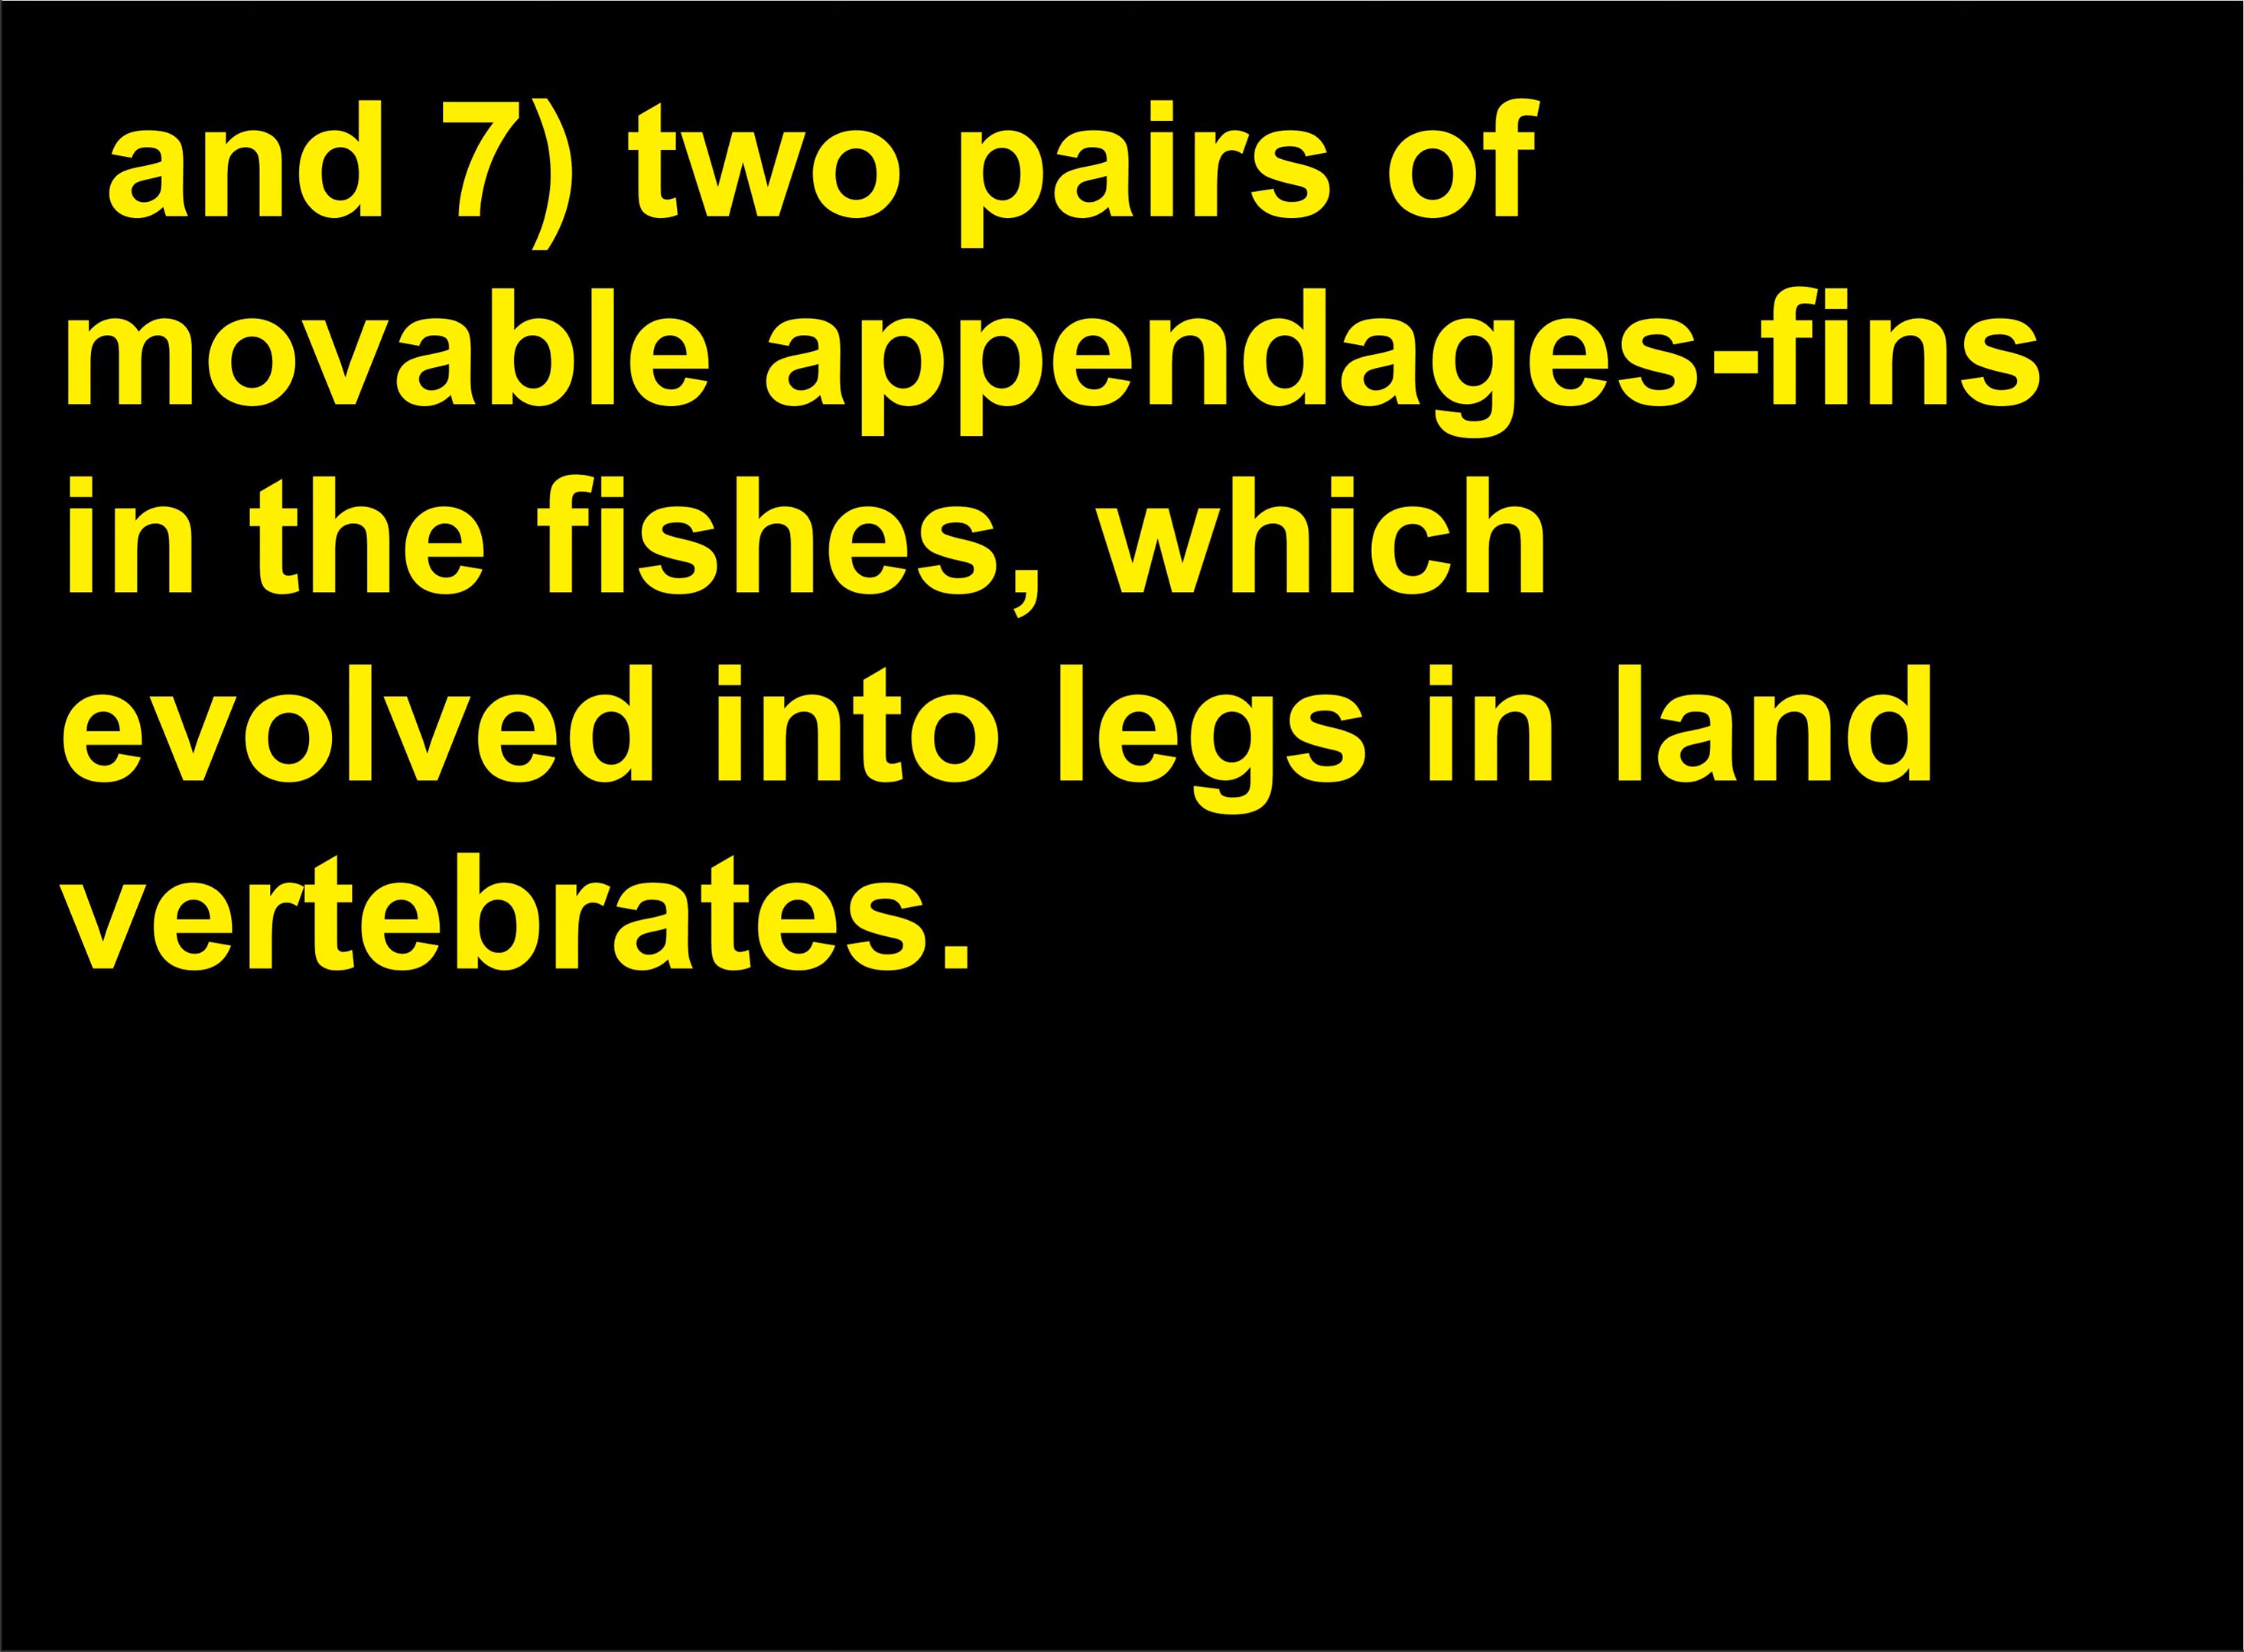 and 7) two pairs of
movable appendages-fins
in the fishes, which
evolved into legs in land
vertebrates.